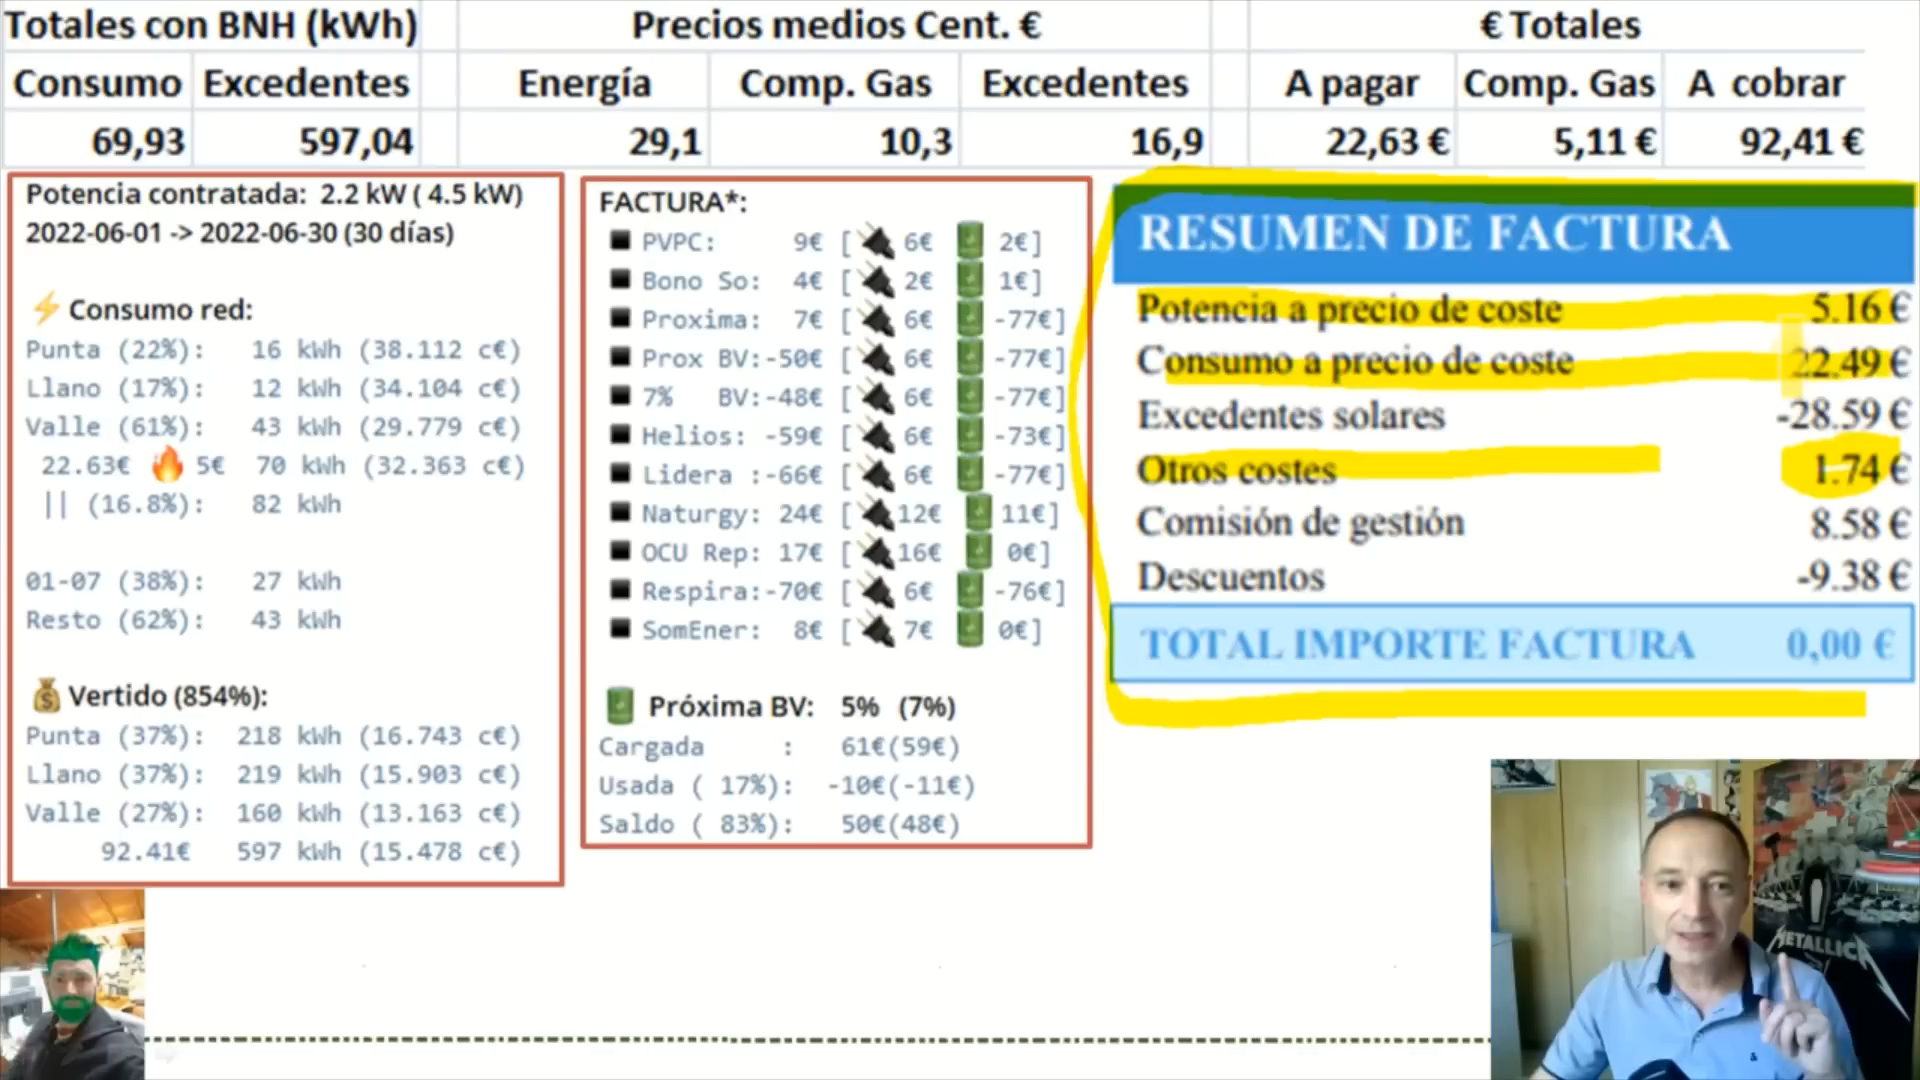 Totales con BNH (kWh) Precios medios Cent. € € Totales
Consumo Excedentes Energía Comp. Gas Excedentes A pagar Comp. Gas A cobrar
69,93 597,04 29,1 10,3 16,9 22,63 € 5,11 € 92,41 €
Potencia contratada: 2.2 kW ( 4.5 kW)
2022-06-01 -> 2022-06-30 (30 días)
⚡ Consumo red:
Punta (22%): 16 kWh (38.112 c€)
Llano (17%): 12 kWh (34.104 c€)
Valle (61%): 43 kWh (29.779 c€)
22.63€ 🔥 5€ 70 kWh (32.363 c€)
|| (16.8%): 82 kWh
01-07 (38%): 27 kWh
Resto (62%): 43 kWh
💰 Vertido (854%):
Punta (37%): 218 kWh (16.743 c€)
Llano (37%): 219 kWh (15.903 c€)
Valle (27%): 160 kWh (13.163 c€)
92.41€ 597 kWh (15.478 c€)
FACTURA*:
◾ PVPC: 9€ [🔌 6€ 🔋 2€]
◾ Bono So: 4€ [🔌 2€ 🔋 1€]
◾ Proxima: 7€ [🔌 6€ 🔋 -77€]
◾ Prox BV:-50€ [🔌 6€ 🔋 -77€]
◾ 7% BV:-48€ [🔌 6€ 🔋 -77€]
◾ Helios: -59€ [🔌 6€ 🔋 -73€]
◾ Lidera :-66€ [🔌 6€ 🔋 -77€]
◾ Naturgy: 24€ [🔌12€ 🔋 11€]
◾ OCU Rep: 17€ [🔌16€ 🔋 0€]
◾ Respira:-70€ [🔌 6€ 🔋 -76€]
◾ SomEner: 8€ [🔌 7€ 🔋 0€]
🔋 Próxima BV: 5% (7%)
Cargada : 61€(59€)
Usada ( 17%): -10€(-11€)
Saldo ( 83%): 50€(48€)
RESUMEN DE FACTURA
Potencia a precio de coste 5.16 €
Consumo a precio de coste 22.49 €
Excedentes solares -28.59 €
Otros costes 1.74 €
Comisión de gestión 8.58 €
Descuentos -9.38 €
TOTAL IMPORTE FACTURA 0,00 €
METALLICA